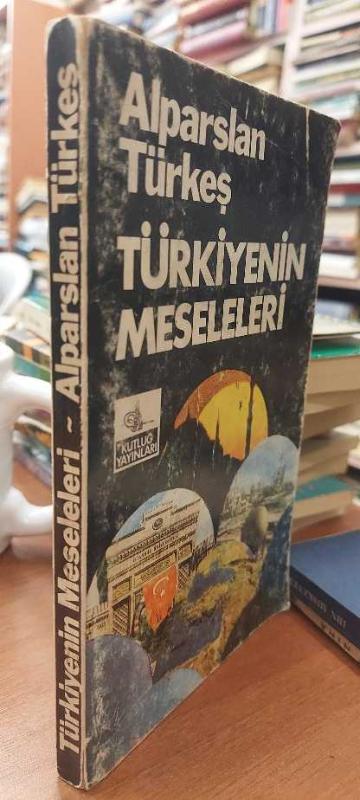 Alparslan
Türkeş
TÜRKİYENİN
MESELELERİ
KUTLUĞ
YAYINLARI
Türkiyenin Meseleleri ~ Alparslan Türkeş